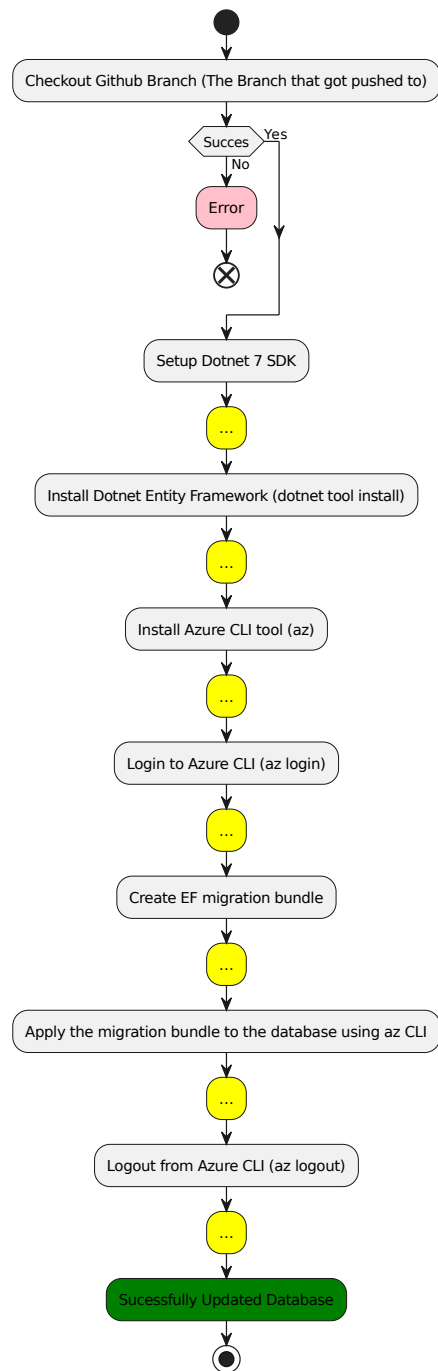 Checkout Github Branch (The Branch that got pushed to)
Succes
Yes
No
Error
Setup Dotnet 7 SDK
...
Install Dotnet Entity Framework (dotnet tool install)
...
Install Azure CLI tool (az)
...
Login to Azure CLI (az login)
...
Create EF migration bundle
...
Apply the migration bundle to the database using az CLI
...
Logout from Azure CLI (az logout)
...
Sucessfully Updated Database